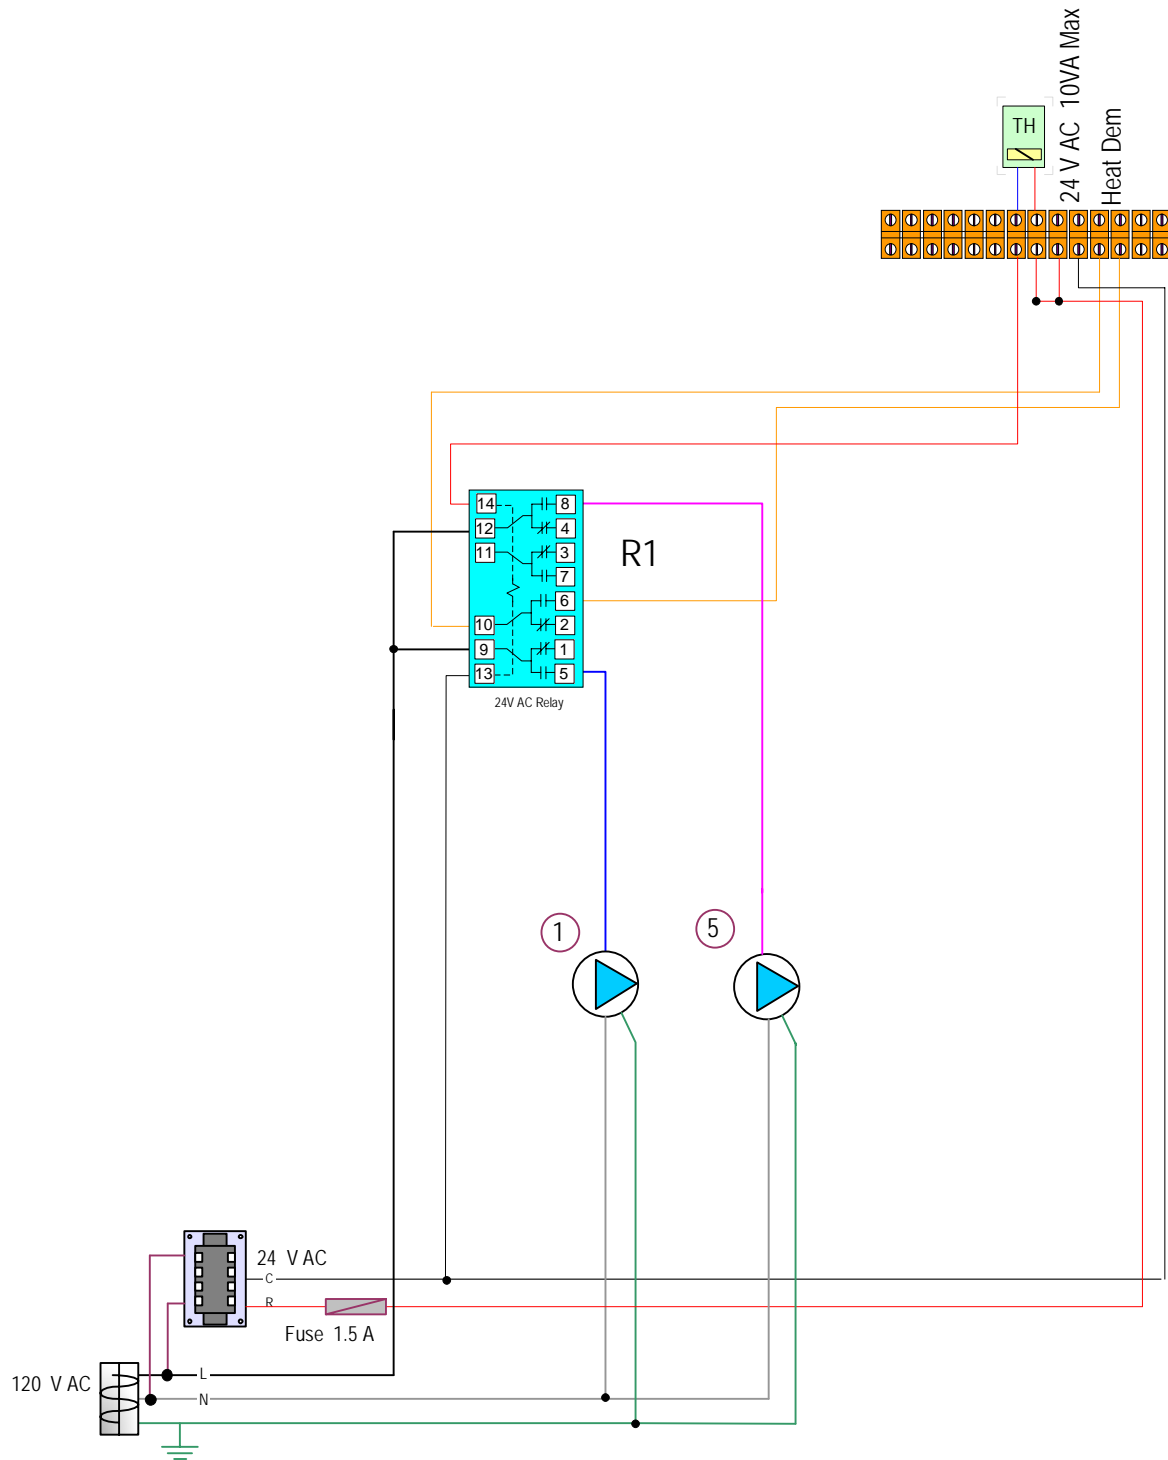 24 V AC 10VA Max
Heat Dem
TH
14 8
12 4
11 3
7
6
10 2
9 1
13 5
R1
24V AC Relay
1
5
24 V AC
C
R
Fuse 1.5 A
120 V AC
L
N